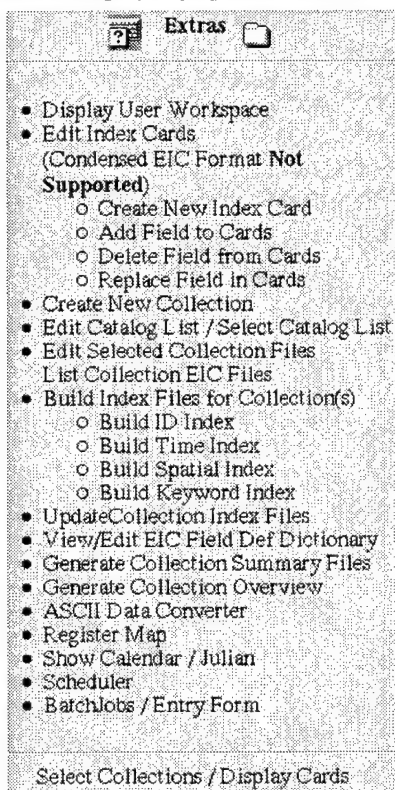 Extras
• Display User Workspace
• Edit Index Cards
(Condensed EIC Format Not
Supported)
o Create New Index Card
o Add Field to Cards
o Delete Field from Cards
o Replace Field in Cards
• Create New Collection
• Edit Catalog List / Select Catalog List
• Edit Selected Collection Files
List Collection EIC Files
• Build Index Files for Collection(s)
o Build ID Index
o Build Time Index
o Build Spatial Index
o Build Keyword Index
• UpdateCollection Index Files
• View/Edit EIC Field Def Dictionary
• Generate Collection Summary Files
• Generate Collection Overview
• ASCII Data Converter
• Register Map
• Show Calendar / Julian
• Scheduler
• BatchJobs / Entry Form
Select Collections / Display Cards